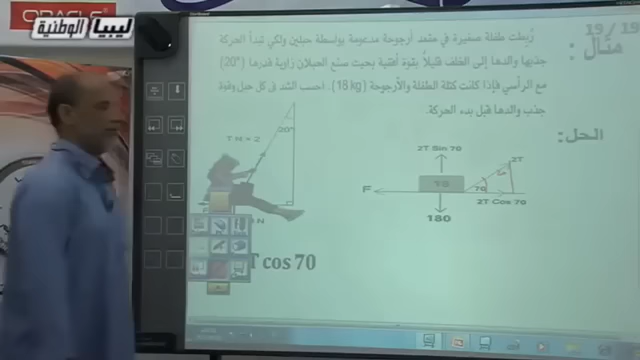 ORACLE
ليبيا الوطنية
19 / 19
مثال :
رُبطت طفلة صغيرة في مقعد أرجوحة مدعومة بواسطة حبلين ولكي تبدأ الحركة
جذبها والدها إلى الخلف قليلاً بقوة أفقية بحيث صنع الحبلان زاوية قدرها (20°)
مع الرأسي فإذا كانت كتلة الطفلة والأرجوحة (18 kg). احسب الشد في كل حبل وقوة
جذب والدها قبل بدء الحركة.
الحل:
20°
2T Sin 70
2T
F
18
70
2T Cos 70
180
N
T cos 70